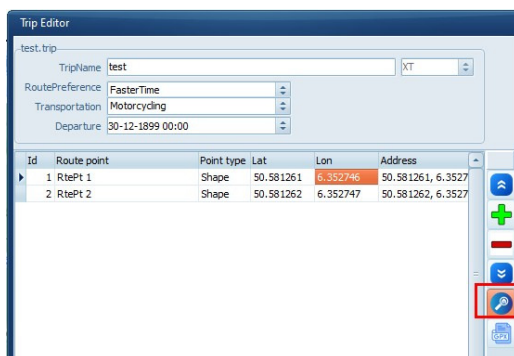 Trip Editor
test.trip
TripName test XT
RoutePreference FasterTime
Transportation Motorcycling
Departure 30-12-1899 00:00
Id Route point Point type Lat Lon Address
1 RtePt 1 Shape 50.581261 6.352746 50.581261, 6.3527
2 RtePt 2 Shape 50.581262 6.352747 50.581262, 6.3527
GPX